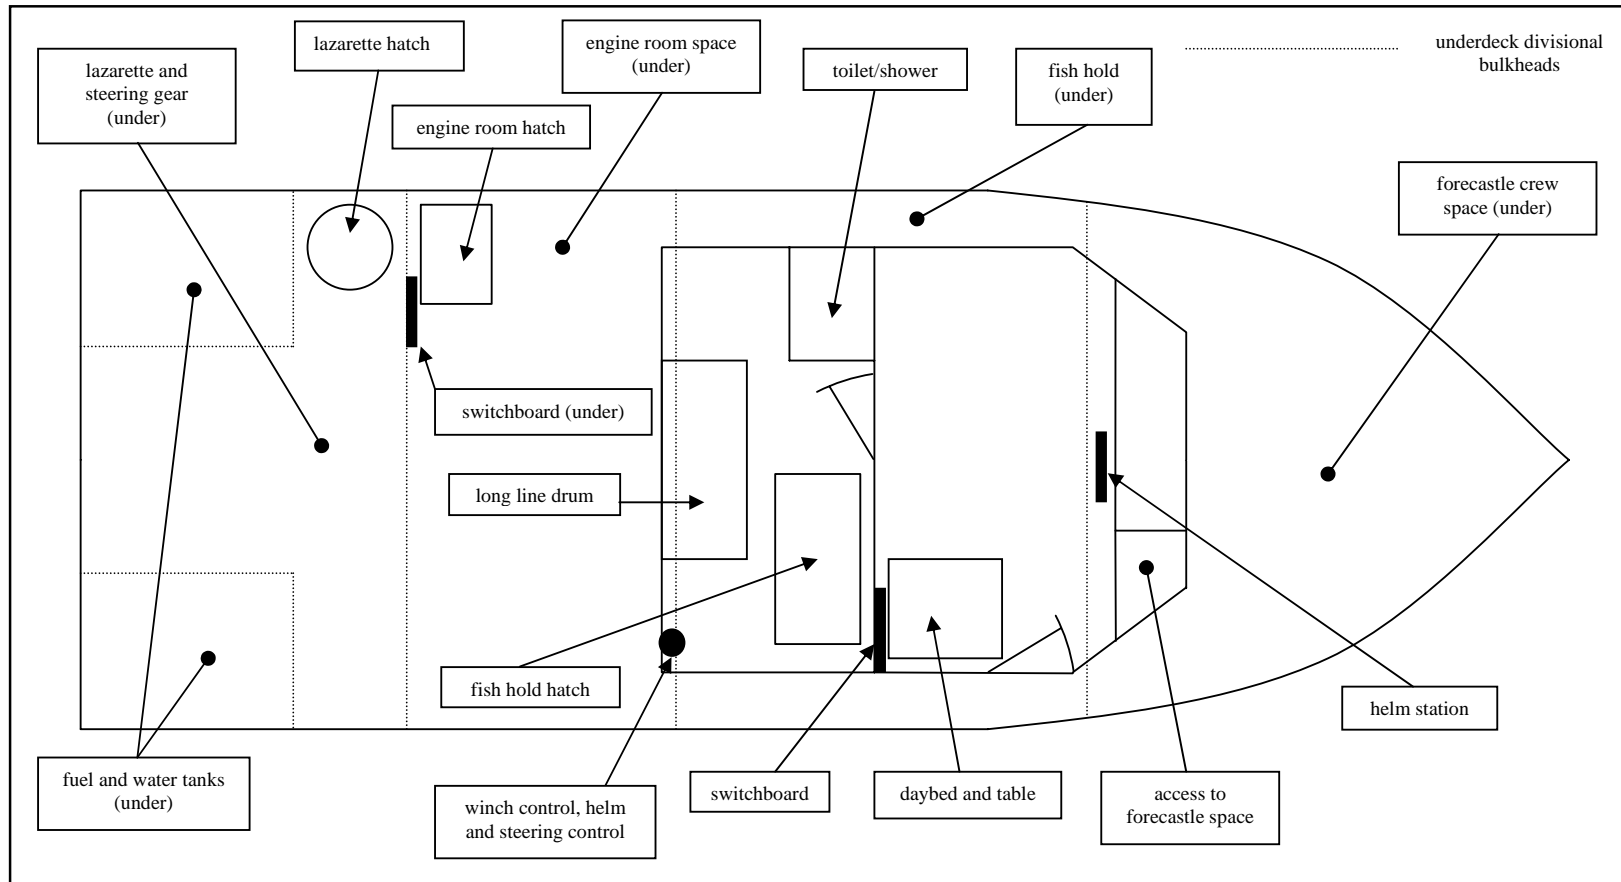 lazarette hatch
engine room space
(under)
underdeck divisional
bulkheads
lazarette and
steering gear
(under)
toilet/shower
fish hold
(under)
engine room hatch
forecastle crew
space (under)
switchboard (under)
long line drum
fish hold hatch
helm station
fuel and water tanks
(under)
winch control, helm
and steering control
switchboard
daybed and table
access to
forecastle space